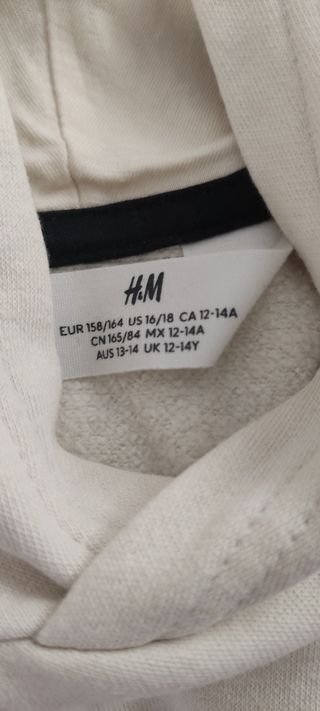 H&M
EUR 158/164 US 16/18 CA 12-14A
CN 165/84 MX 12-14A
AUS 13-14 UK 12-14Y